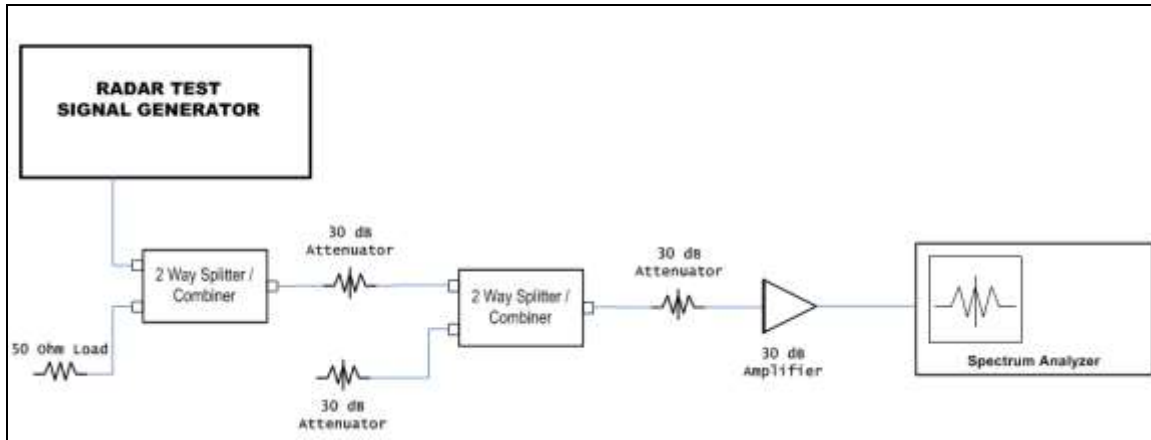 RADAR TEST
SIGNAL GENERATOR
30 dB
Attenuator
2 Way Splitter /
Combiner
30 dB
Attenuator
2 Way Splitter /
Combiner
50 Ohm Load
30 dB
Attenuator
30 dB
Amplifier
Spectrum Analyzer